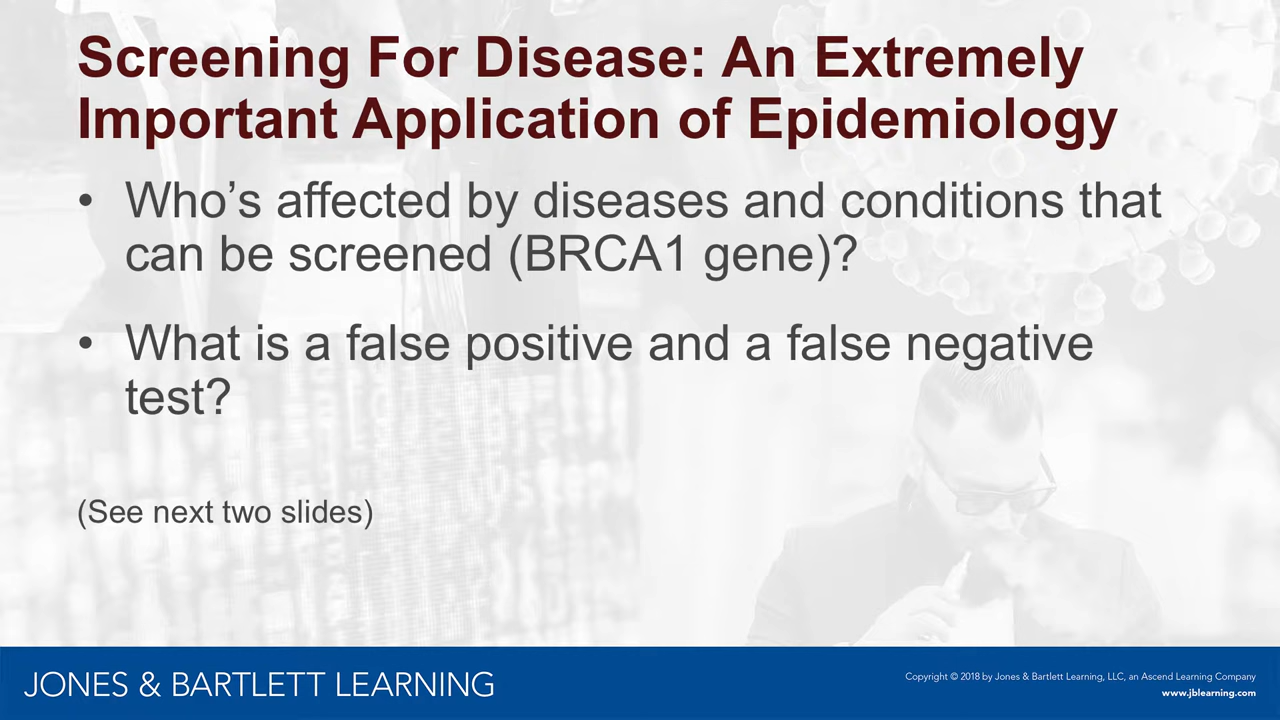 Screening For Disease: An Extremely
Important Application of Epidemiology
• Who’s affected by diseases and conditions that
can be screened (BRCA1 gene)?
• What is a false positive and a false negative
test?
(See next two slides)
JONES & BARTLETT LEARNING
Copyright © 2018 by Jones & Bartlett Learning, LLC, an Ascend Learning Company
www.jblearning.com